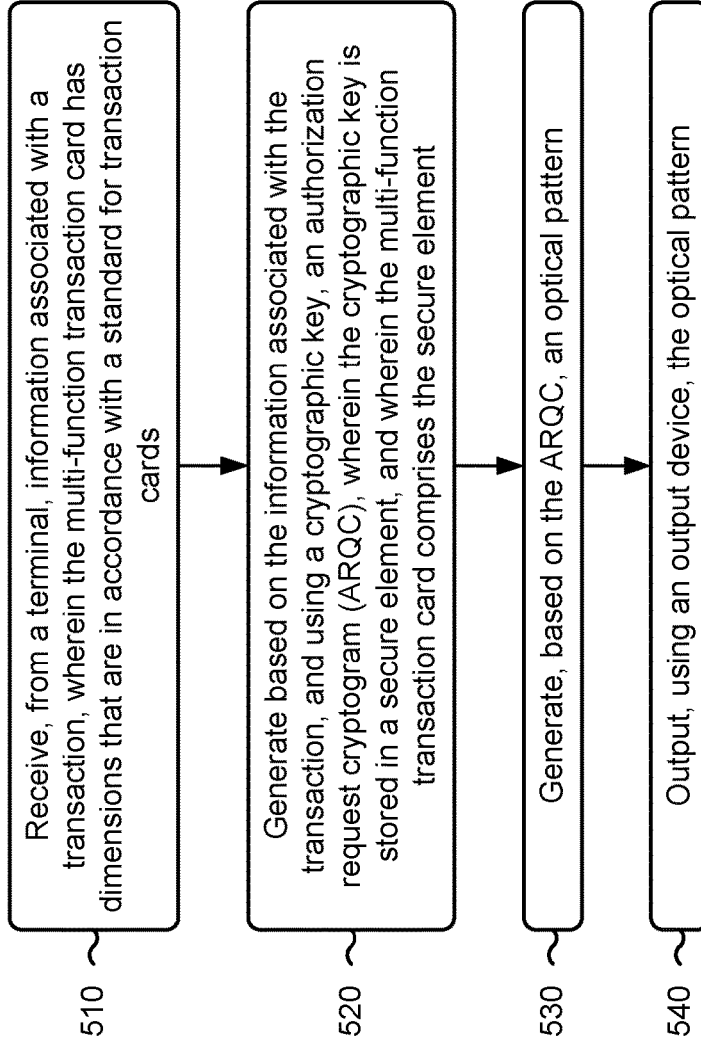 510
Receive, from a terminal, information associated with a
transaction, wherein the multi-function transaction card has
dimensions that are in accordance with a standard for transaction
cards
520
Generate based on the information associated with the
transaction, and using a cryptographic key, an authorization
request cryptogram (ARQC), wherein the cryptographic key is
stored in a secure element, and wherein the multi-function
transaction card comprises the secure element
530
Generate, based on the ARQC, an optical pattern
540
Output, using an output device, the optical pattern